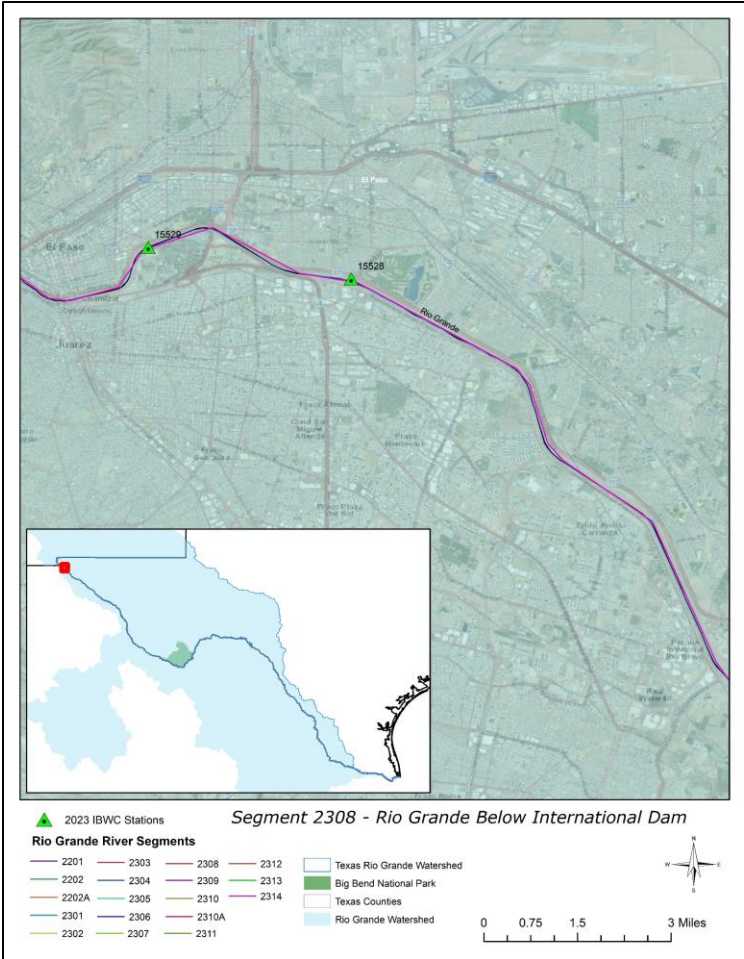 El Paso
15529
El Paso
15528
Chamizal
Rio Grande
Juarez
Segment 2308 - Rio Grande Below International Dam
2023 IBWC Stations
Rio Grande River Segments
2201 2303 2308 2312
2202 2304 2309 2313
2202A 2305 2310 2314
2301 2306 2310A
2302 2307 2311
Texas Rio Grande Watershed
Big Bend National Park
Texas Counties
Rio Grande Watershed
N
W E
S
0 0.75 1.5 3 Miles